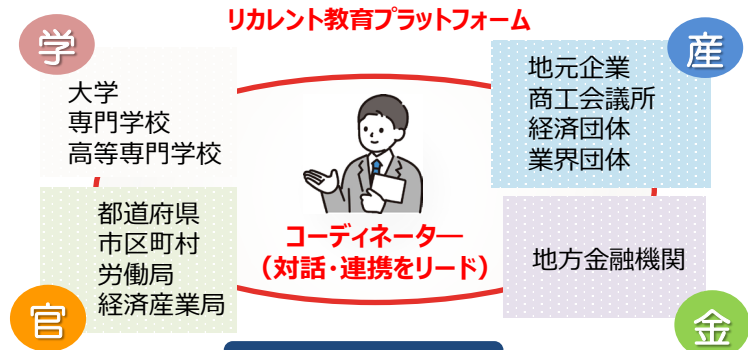 リカレント教育プラットフォーム
学
大学
専門学校
高等専門学校
産
地元企業
商工会議所
経済団体
業界団体
コーディネーター
（対話・連携をリード）
都道府県
市区町村
労働局
経済産業局
官
地方金融機関
金